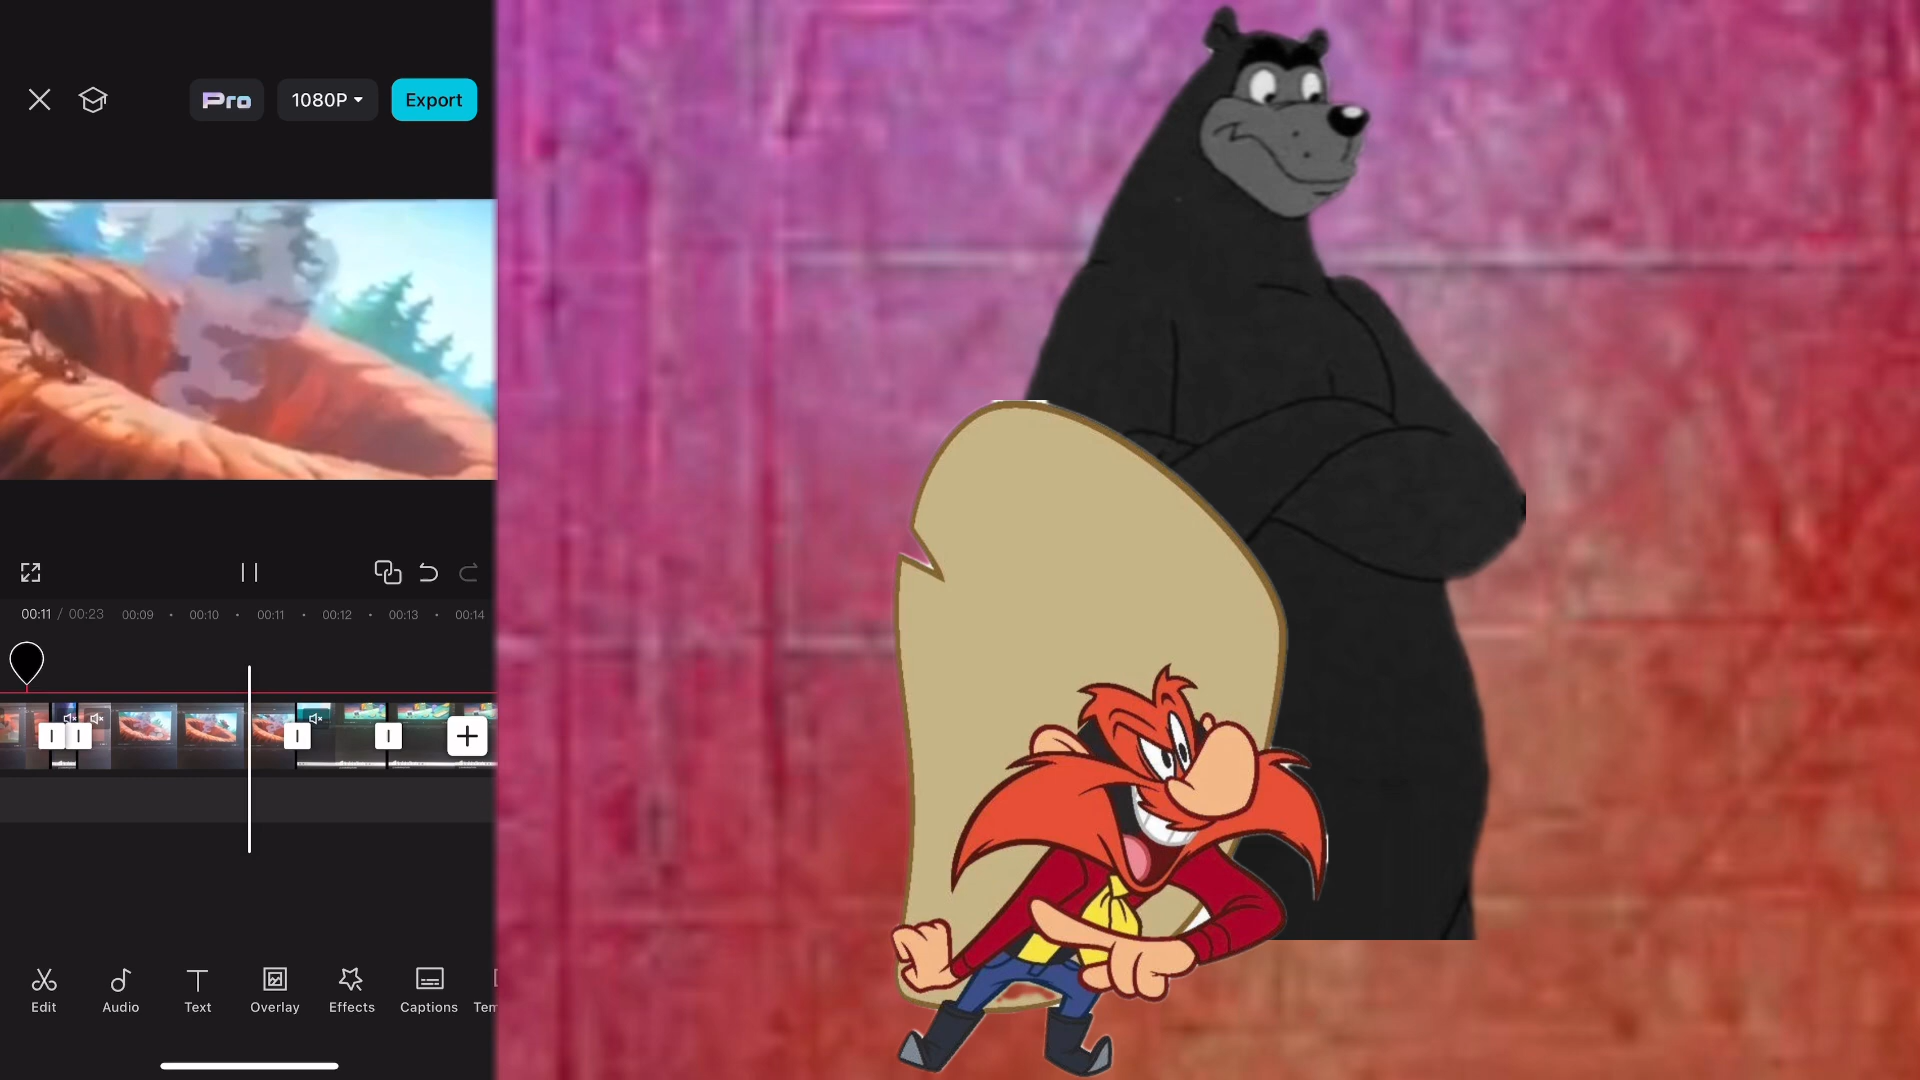 Pro 1080P Export
00:11 / 00:23 00:09 00:10 00:11 00:12 00:13 00:14
Edit Audio Text Overlay Effects Captions Tem